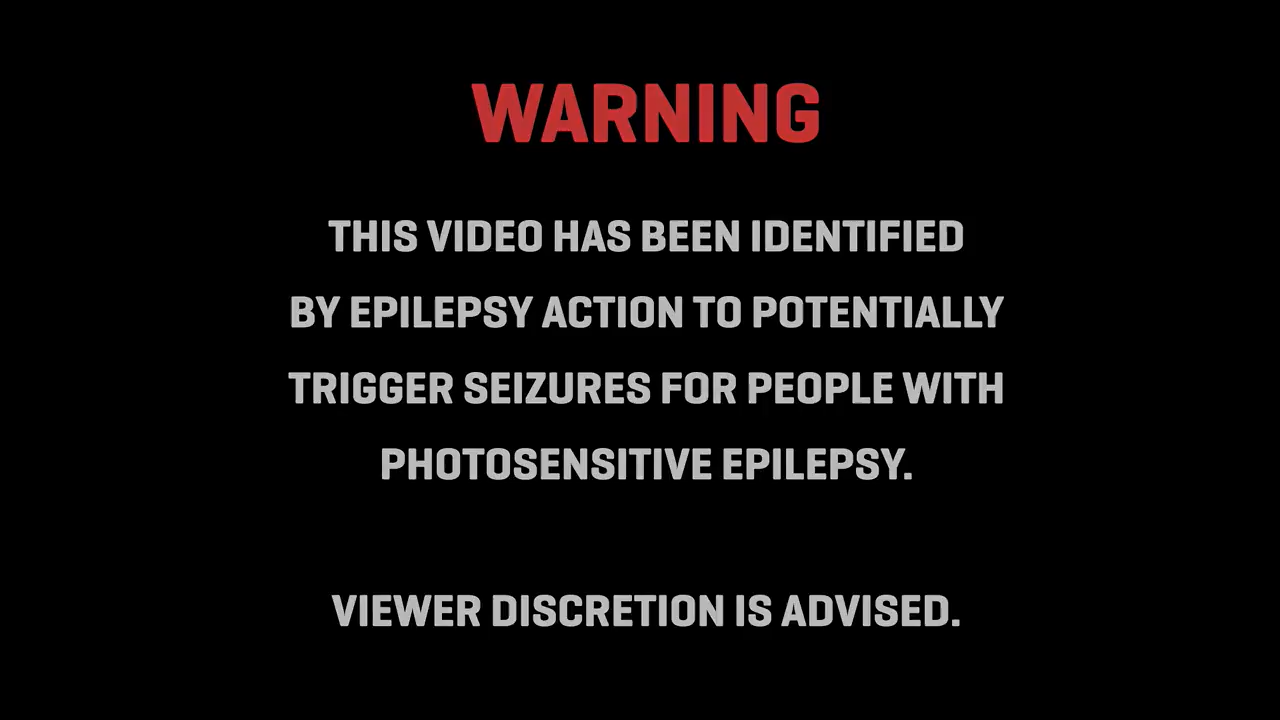 WARNING
THIS VIDEO HAS BEEN IDENTIFIED
BY EPILEPSY ACTION TO POTENTIALLY
TRIGGER SEIZURES FOR PEOPLE WITH
PHOTOSENSITIVE EPILEPSY.
VIEWER DISCRETION IS ADVISED.